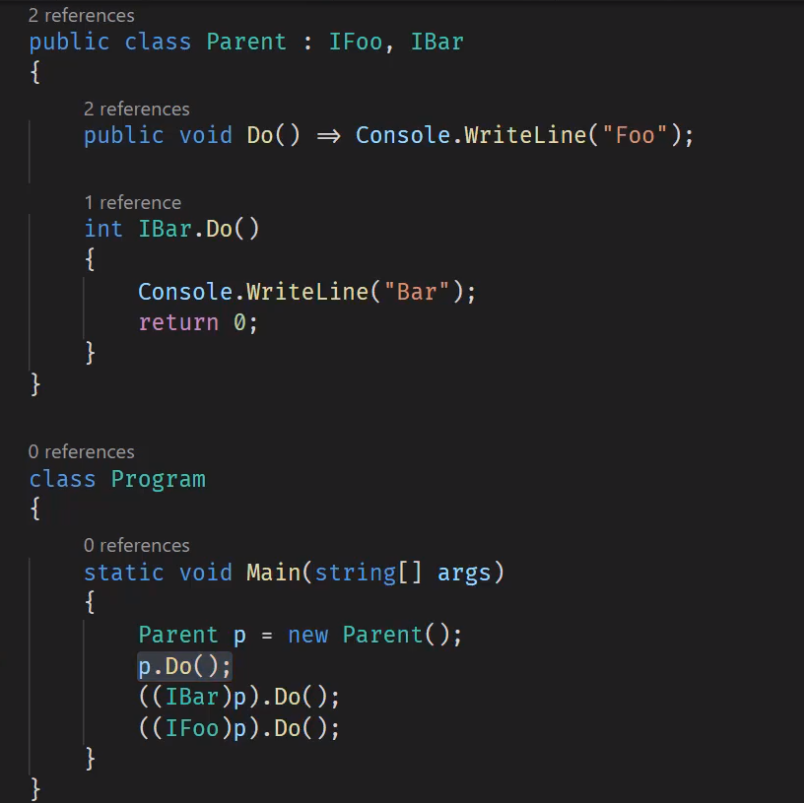 2 references
public class Parent : IFoo, IBar
{
2 references
public void Do() => Console.WriteLine("Foo");
1 reference
int IBar.Do()
{
Console.WriteLine("Bar");
return 0;
}
}
0 references
class Program
{
0 references
static void Main(string[] args)
{
Parent p = new Parent();
p.Do();
((IBar)p).Do();
((IFoo)p).Do();
}
}